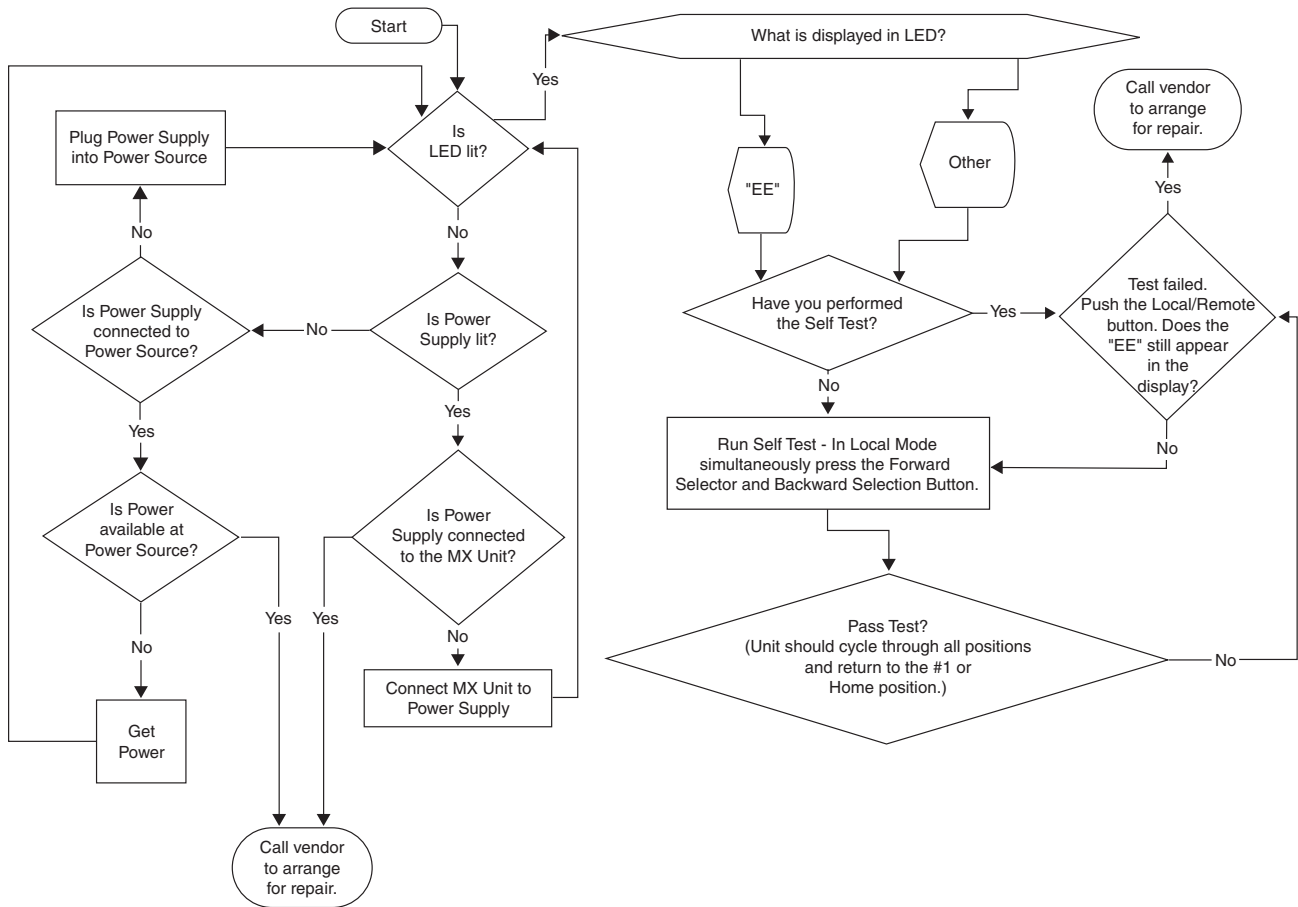 Start
What is displayed in LED?
Yes
Call vendor
to arrange
for repair.
Plug Power Supply
into Power Source
Is
LED lit?
"EE"
Other
Yes
No
No
Is Power Supply
connected to
Power Source?
No
Is Power
Supply lit?
Have you performed
the Self Test?
Yes
Test failed.
Push the Local/Remote
button. Does the
"EE" still appear
in the
display?
No
Yes
Yes
Run Self Test - In Local Mode
simultaneously press the Forward
Selector and Backward Selection Button.
No
Is Power
available at
Power Source?
Is Power
Supply connected
to the MX Unit?
Yes
Yes
No
No
Pass Test?
(Unit should cycle through all positions
and return to the #1 or
Home position.)
No
Connect MX Unit to
Power Supply
Get
Power
Call vendor
to arrange
for repair.